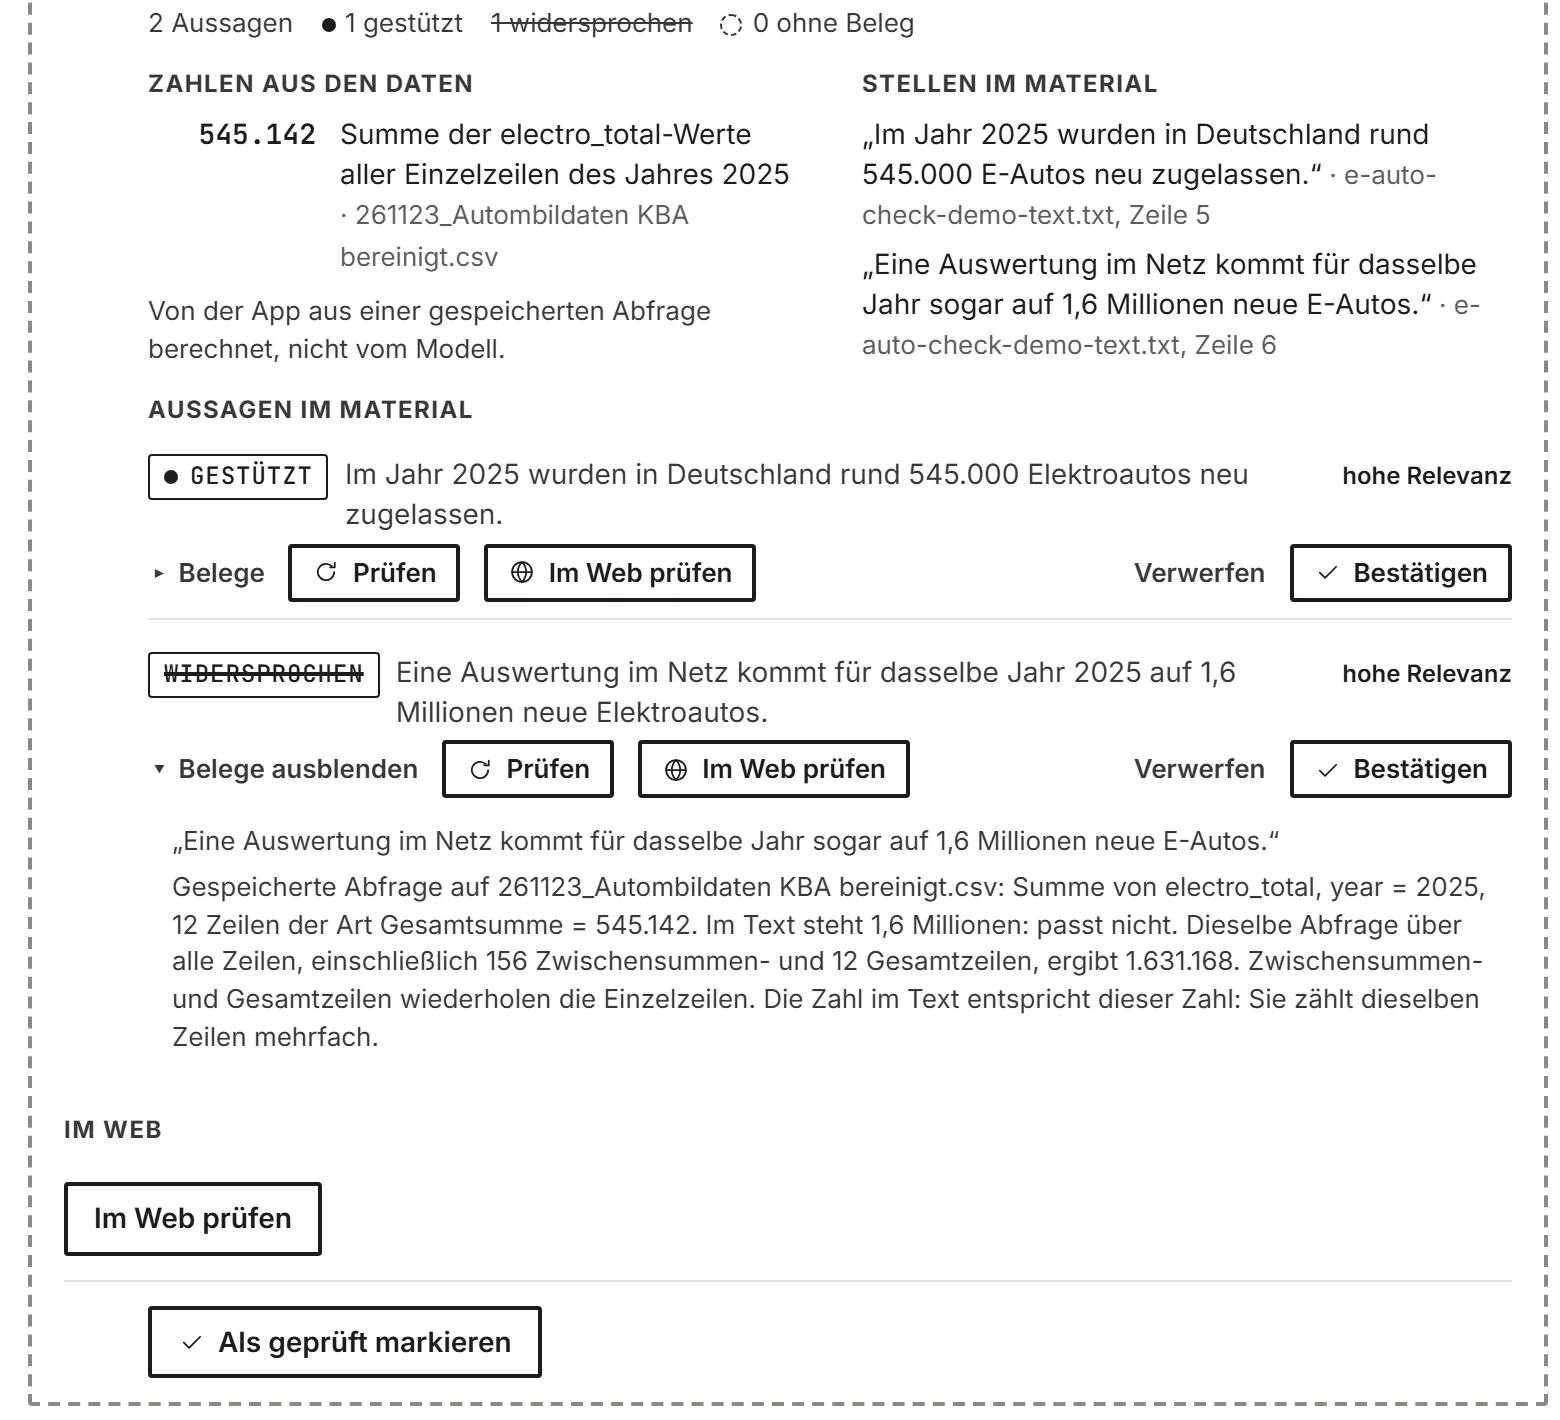 2 Aussagen 1 gestützt 1 widersprochen 0 ohne Beleg
ZAHLEN AUS DEN DATEN
545.142 Summe der electro_total-Werte
aller Einzelzeilen des Jahres 2025
· 261123_Autombildaten KBA
bereinigt.csv
Von der App aus einer gespeicherten Abfrage
berechnet, nicht vom Modell.
STELLEN IM MATERIAL
„Im Jahr 2025 wurden in Deutschland rund
545.000 E-Autos neu zugelassen.“ · e-auto-
check-demo-text.txt, Zeile 5
„Eine Auswertung im Netz kommt für dasselbe
Jahr sogar auf 1,6 Millionen neue E-Autos.“ · e-
auto-check-demo-text.txt, Zeile 6
AUSSAGEN IM MATERIAL
GESTÜTZT Im Jahr 2025 wurden in Deutschland rund 545.000 Elektroautos neu hohe Relevanz
zugelassen.
Belege Prüfen Im Web prüfen Verwerfen Bestätigen
WIDERSPROCHEN Eine Auswertung im Netz kommt für dasselbe Jahr 2025 auf 1,6 hohe Relevanz
Millionen neue Elektroautos.
Belege ausblenden Prüfen Im Web prüfen Verwerfen Bestätigen
„Eine Auswertung im Netz kommt für dasselbe Jahr sogar auf 1,6 Millionen neue E-Autos.“
Gespeicherte Abfrage auf 261123_Autombildaten KBA bereinigt.csv: Summe von electro_total, year = 2025,
12 Zeilen der Art Gesamtsumme = 545.142. Im Text steht 1,6 Millionen: passt nicht. Dieselbe Abfrage über
alle Zeilen, einschließlich 156 Zwischensummen- und 12 Gesamtzeilen, ergibt 1.631.168. Zwischensummen-
und Gesamtzeilen wiederholen die Einzelzeilen. Die Zahl im Text entspricht dieser Zahl: Sie zählt dieselben
Zeilen mehrfach.
IM WEB
Im Web prüfen
Als geprüft markieren